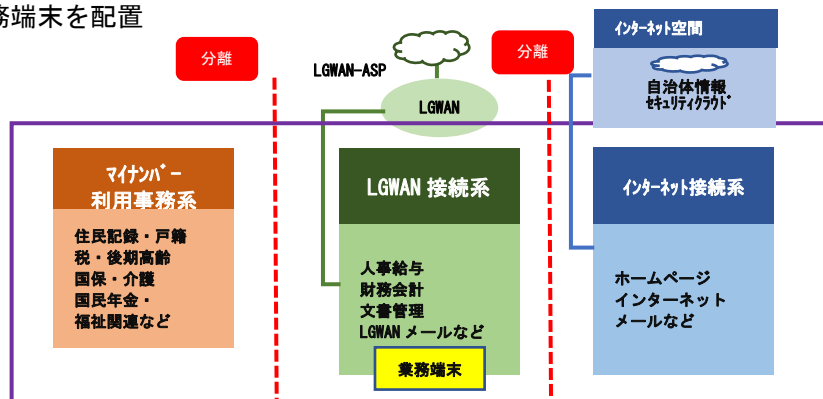 務端末を配置
分離
LGWAN-ASP
LGWAN
分離
インターネット空間
自治体情報
セキュリティクラウド
マイナンバー
利用事務系
住民記録・戸籍
税・後期高齢
国保・介護
国民年金・
福祉関連など
LGWAN 接続系
人事給与
財務会計
文書管理
LGWAN メールなど
業務端末
インターネット接続系
ホームページ
インターネット
メールなど